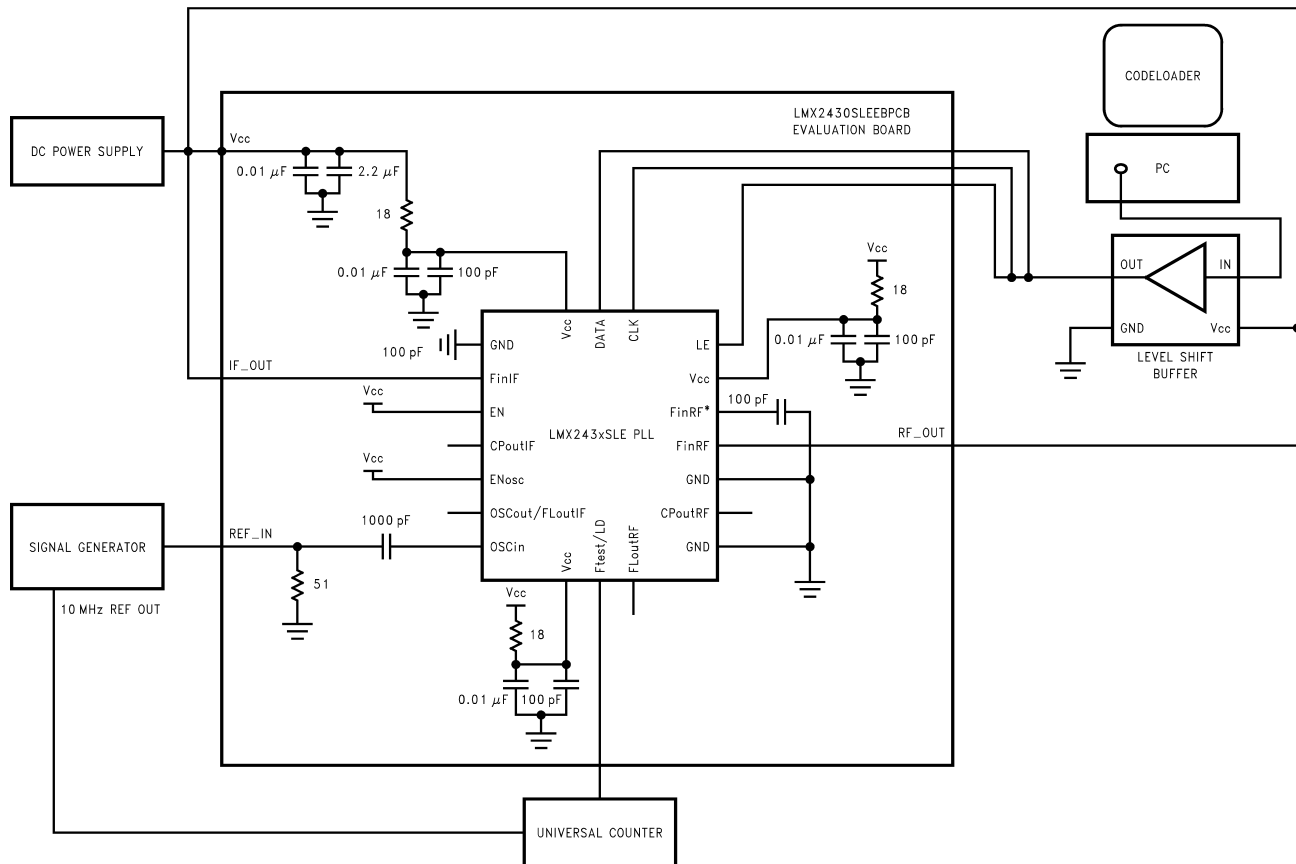 CODELOADER
LMX2430SLEEBPCB
EVALUATION BOARD
DC POWER SUPPLY
Vcc
0.01 µF
2.2 µF
PC
18
0.01 µF
100 pF
Vcc
18
0.01 µF
100 pF
OUT
IN
GND
Vcc
LEVEL SHIFT
BUFFER
100 pF
IF_OUT
Vcc
Vcc
Vcc
DATA
CLK
GND
FinIF
EN
CPoutIF
ENosc
OSCout/FLoutIF
OSCin
LMX243xSLE PLL
LE
Vcc
FinRF*
FinRF
GND
CPoutRF
GND
Vcc
Ftest/LD
FLoutRF
100 pF
RF_OUT
SIGNAL GENERATOR
REF_IN
1000 pF
51
10 MHz REF OUT
Vcc
18
0.01 µF
100 pF
UNIVERSAL COUNTER